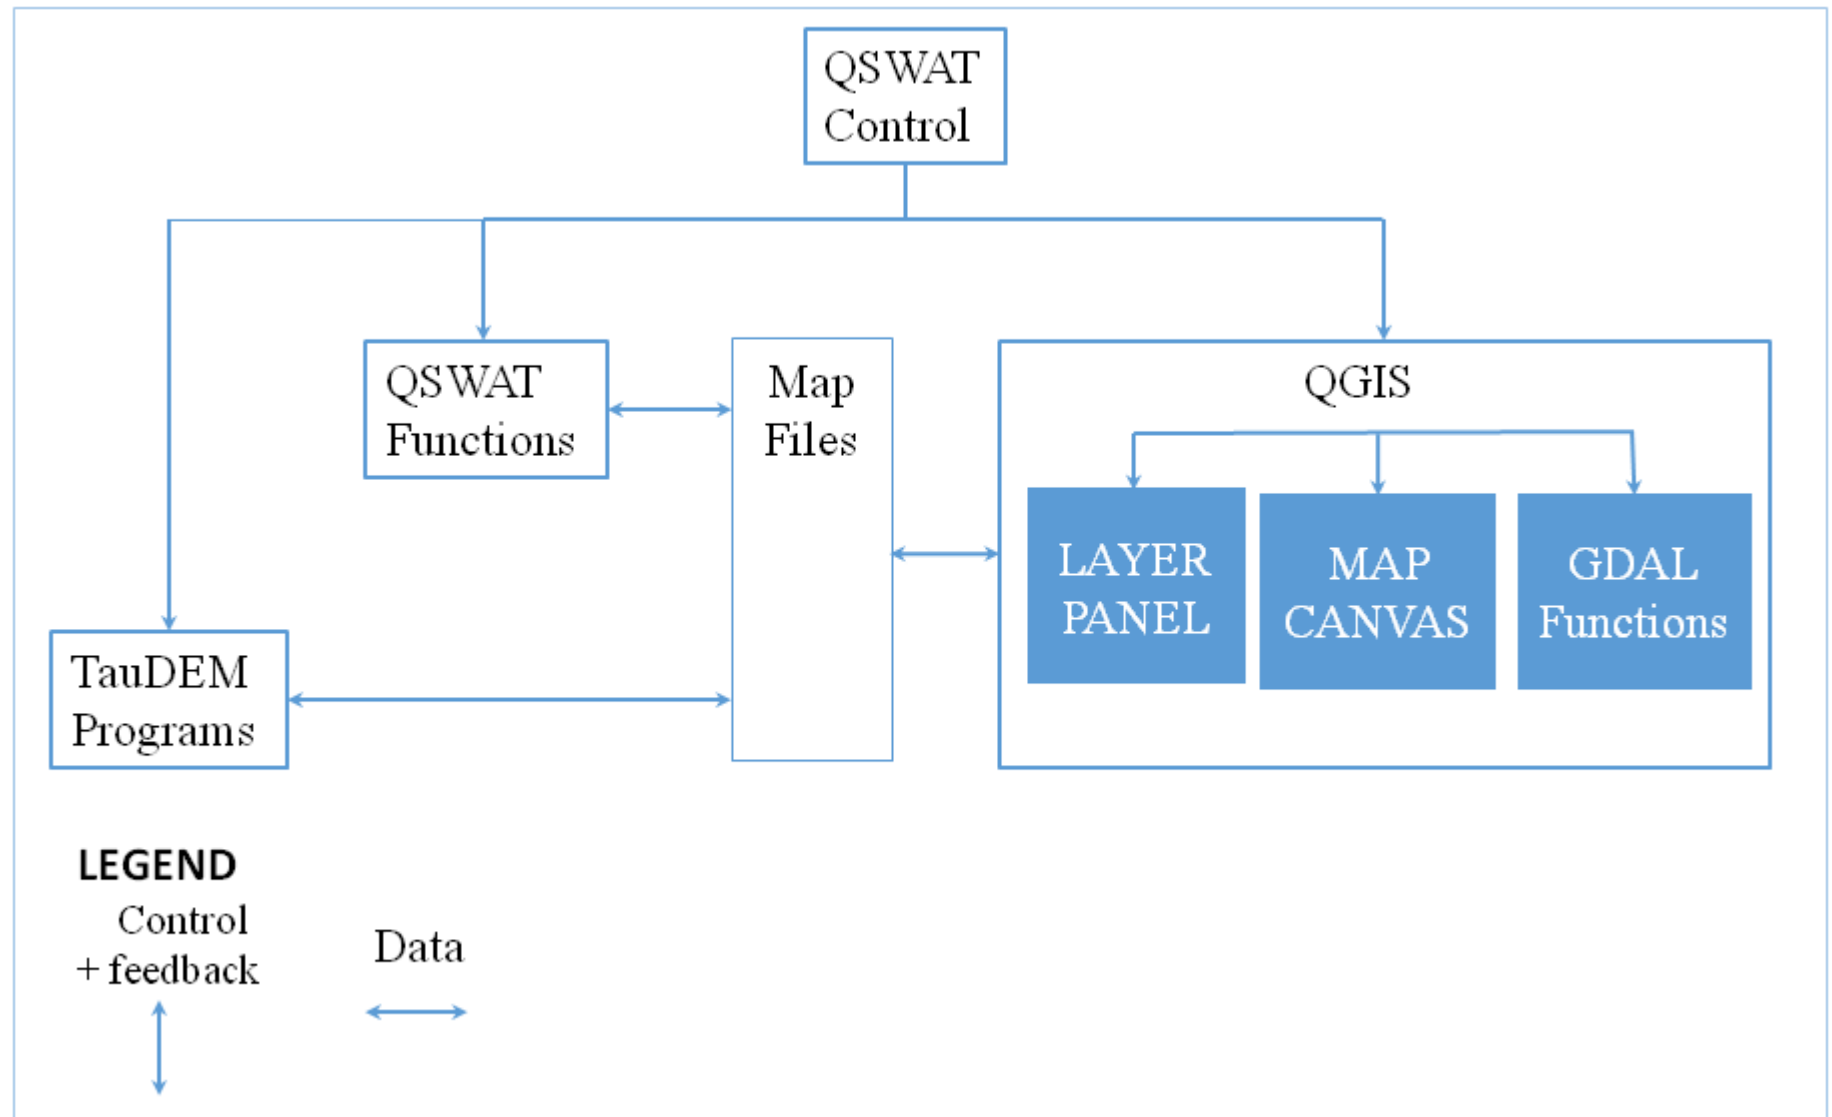 QSWAT
Control
QSWAT
Functions
Map
Files
QGIS
LAYER
PANEL
MAP
CANVAS
GDAL
Functions
TauDEM
Programs
LEGEND
Control
+ feedback
Data